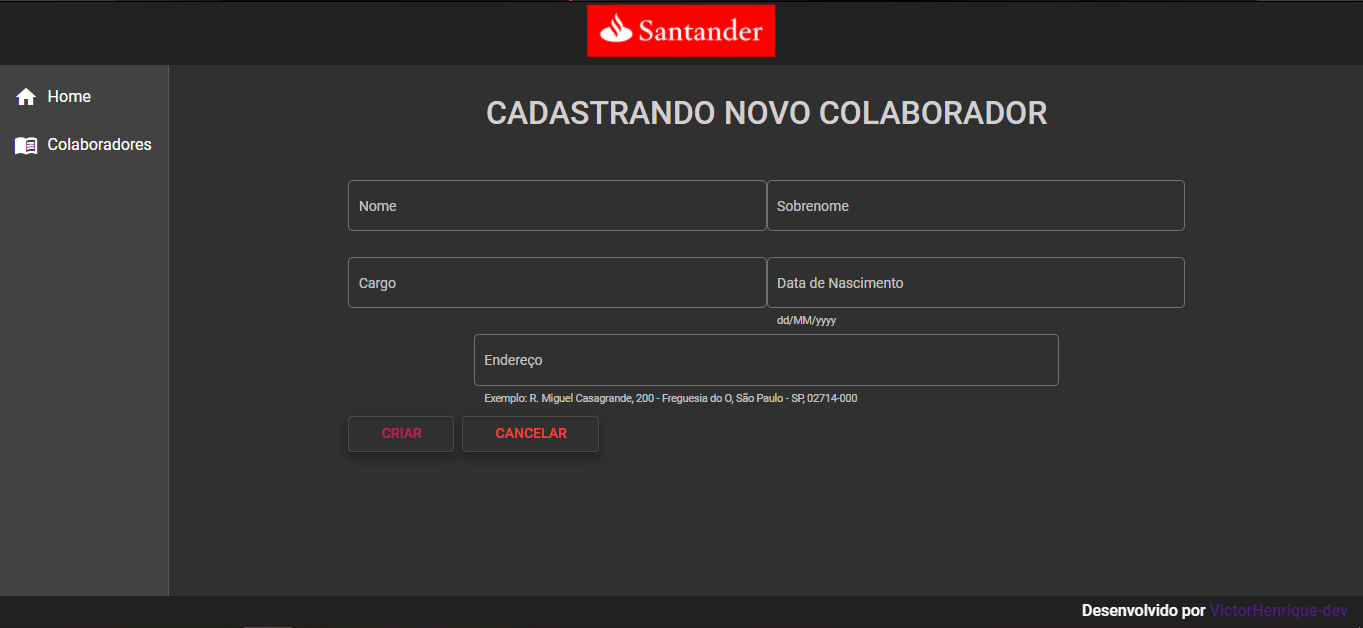 Santander
Home
Colaboradores
CADASTRANDO NOVO COLABORADOR
Nome
Sobrenome
Cargo
Data de Nascimento
dd/MM/yyyy
Endereço
Exemplo: R. Miguel Casagrande, 200 - Freguesia do O, São Paulo - SP, 02714-000
CRIAR
CANCELAR
Desenvolvido por VictorHenrique-dev